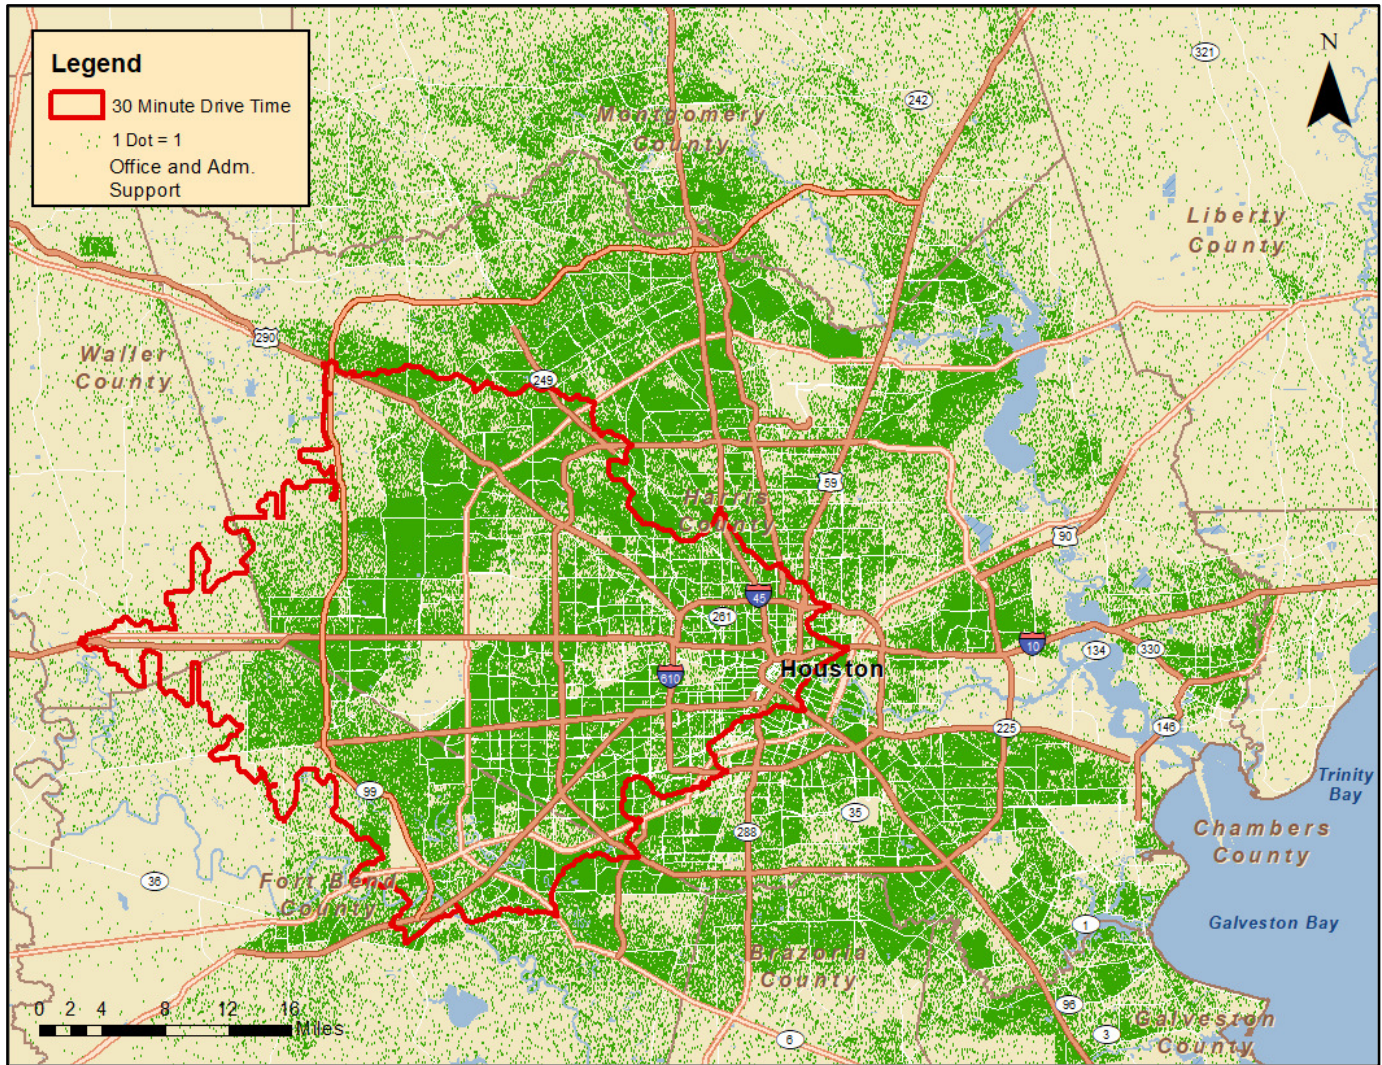 Legend
30 Minute Drive Time
1 Dot = 1
Office and Adm.
Support
N
321
242
Montgomery
County
Liberty
County
290
Waller
County
249
59
Harris
County
90
45
261
10
134
330
610
Houston
225
146
Trinity
Bay
99
35
288
Chambers
County
36
Fort Bend
County
1
Galveston Bay
Brazoria
County
96
3
Galveston
County
6
0 2 4 8 12 16
Miles